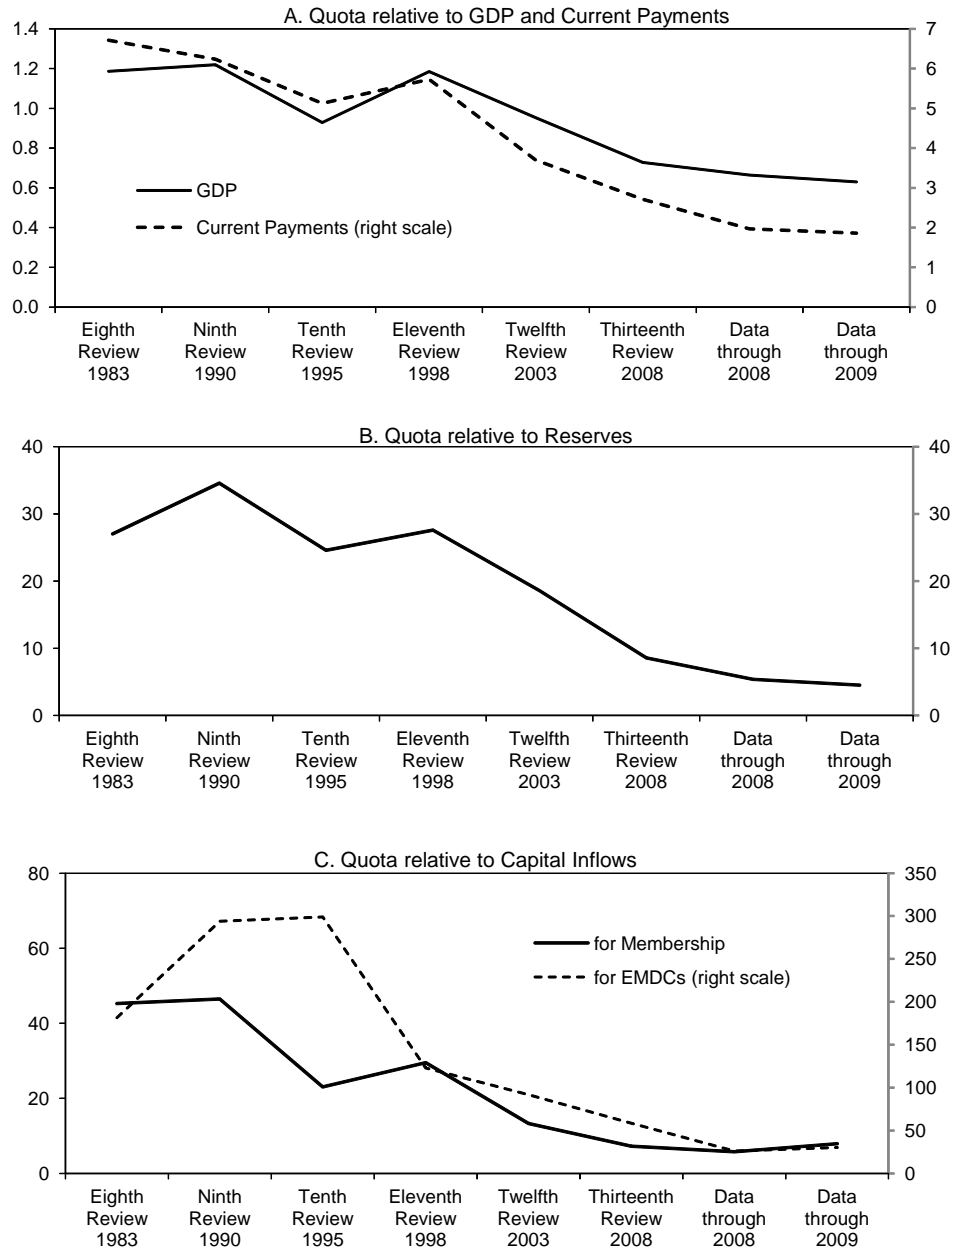 A. Quota relative to GDP and Current Payments
1.4
1.2
1.0
0.8
0.6
0.4
0.2
0.0
7
6
5
4
3
2
1
0
GDP
Current Payments (right scale)
Eighth Review 1983
Ninth Review 1990
Tenth Review 1995
Eleventh Review 1998
Twelfth Review 2003
Thirteenth Review 2008
Data through 2008
Data through 2009
B. Quota relative to Reserves
40
30
20
10
0
40
30
20
10
0
Eighth Review 1983
Ninth Review 1990
Tenth Review 1995
Eleventh Review 1998
Twelfth Review 2003
Thirteenth Review 2008
Data through 2008
Data through 2009
C. Quota relative to Capital Inflows
80
60
40
20
0
350
300
250
200
150
100
50
0
for Membership
for EMDCs (right scale)
Eighth Review 1983
Ninth Review 1990
Tenth Review 1995
Eleventh Review 1998
Twelfth Review 2003
Thirteenth Review 2008
Data through 2008
Data through 2009